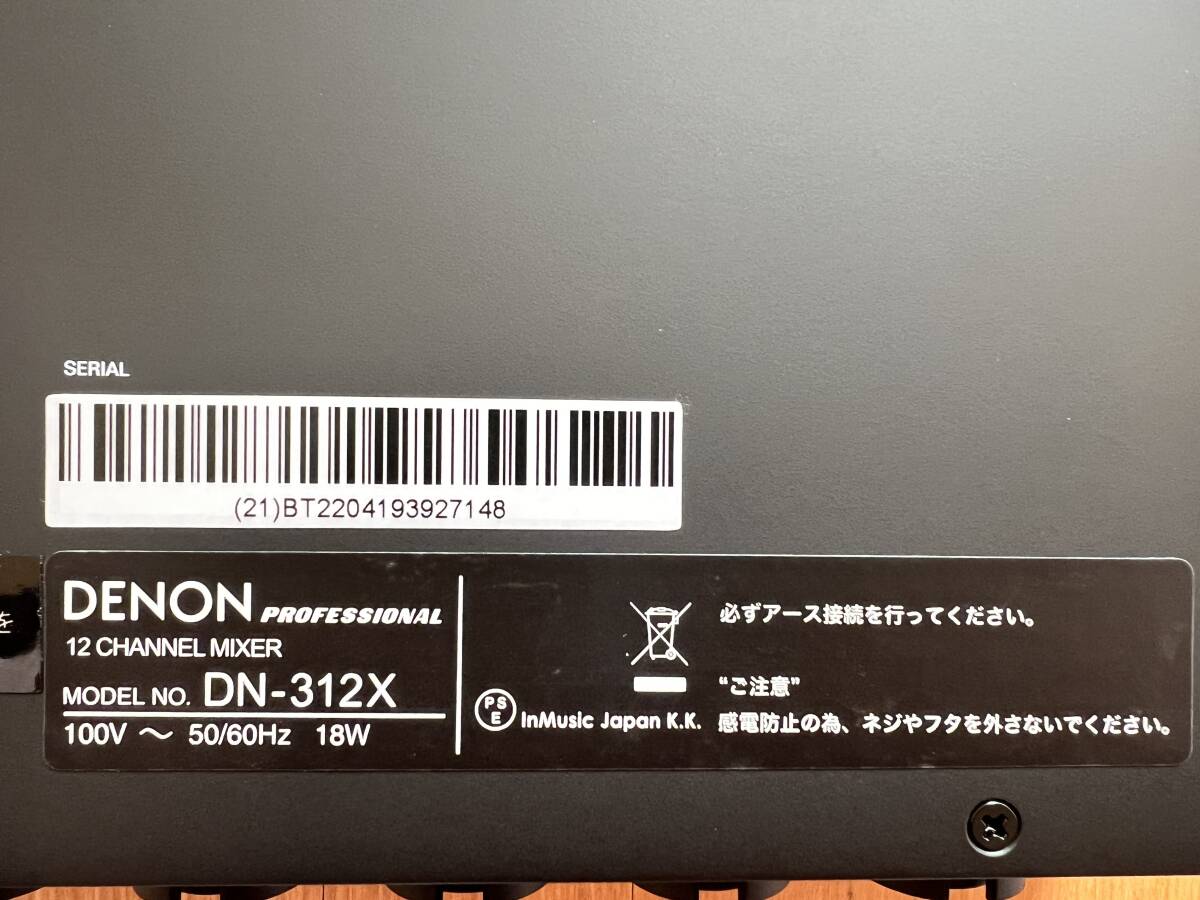 SERIAL
(21)BT2204193927148
DENON PROFESSIONAL
12 CHANNEL MIXER
MODEL NO. DN-312X
100V ～ 50/60Hz 18W
PS
E
inMusic Japan K.K.
必ずアース接続を行ってください。
“ご注意”
感電防止の為、ネジやフタを外さないでください。